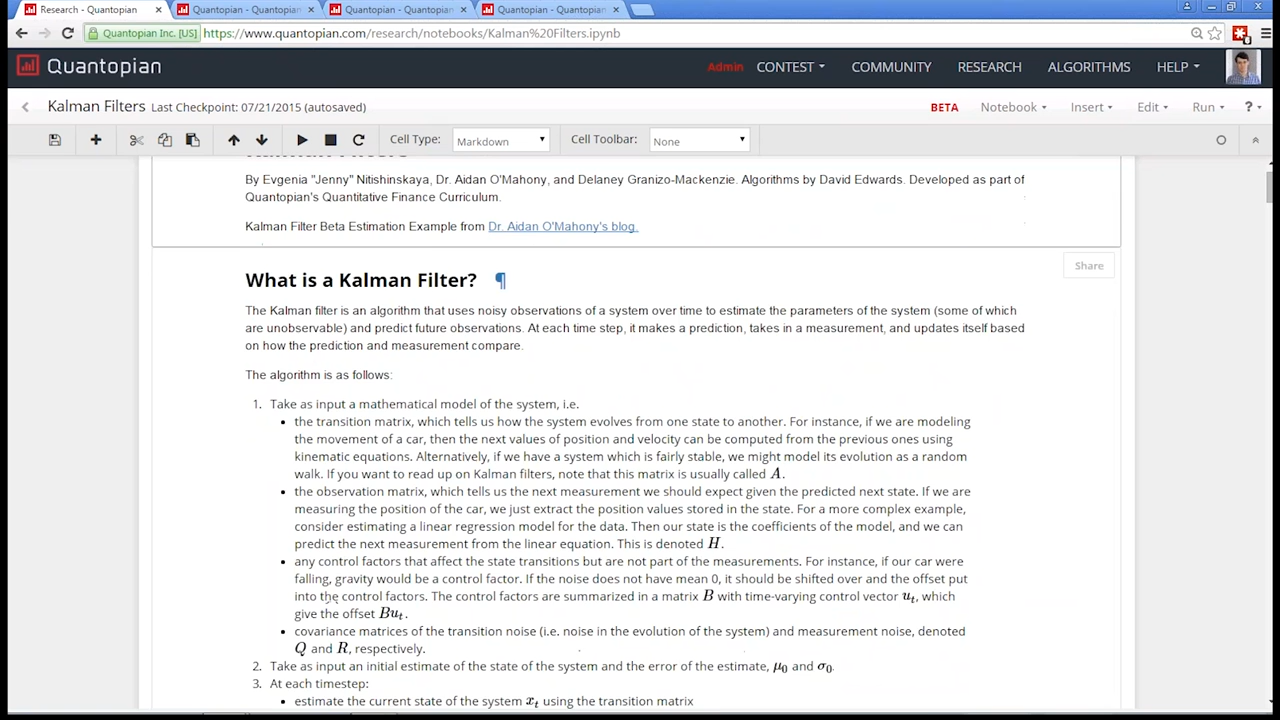 Research - Quantopian
Quantopian - Quantopian
Quantopian - Quantopian
Quantopian - Quantopian
Quantopian Inc. [US]
https://www.quantopian.com/research/notebooks/Kalman%20Filters.ipynb
Quantopian
Admin
CONTEST
COMMUNITY
RESEARCH
ALGORITHMS
HELP
Kalman Filters Last Checkpoint: 07/21/2015 (autosaved)
BETA
Notebook
Insert
Edit
Run
?
Cell Type:
Markdown
Cell Toolbar:
None
Kalman Filters
By Evgenia "Jenny" Nitishinskaya, Dr. Aidan O'Mahony, and Delaney Granizo-Mackenzie. Algorithms by David Edwards. Developed as part of
Quantopian's Quantitative Finance Curriculum.
Kalman Filter Beta Estimation Example from Dr. Aidan O'Mahony's blog.
Share
What is a Kalman Filter? ¶
The Kalman filter is an algorithm that uses noisy observations of a system over time to estimate the parameters of the system (some of which
are unobservable) and predict future observations. At each time step, it makes a prediction, takes in a measurement, and updates itself based
on how the prediction and measurement compare.
The algorithm is as follows:
1. Take as input a mathematical model of the system, i.e.
• the transition matrix, which tells us how the system evolves from one state to another. For instance, if we are modeling
the movement of a car, then the next values of position and velocity can be computed from the previous ones using
kinematic equations. Alternatively, if we have a system which is fairly stable, we might model its evolution as a random
walk. If you want to read up on Kalman filters, note that this matrix is usually called A.
• the observation matrix, which tells us the next measurement we should expect given the predicted next state. If we are
measuring the position of the car, we just extract the position values stored in the state. For a more complex example,
consider estimating a linear regression model for the data. Then our state is the coefficients of the model, and we can
predict the next measurement from the linear equation. This is denoted H.
• any control factors that affect the state transitions but are not part of the measurements. For instance, if our car were
falling, gravity would be a control factor. If the noise does not have mean 0, it should be shifted over and the offset put
into the control factors. The control factors are summarized in a matrix B with time-varying control vector uₜ, which
give the offset Buₜ.
• covariance matrices of the transition noise (i.e. noise in the evolution of the system) and measurement noise, denoted
Q and R, respectively.
2. Take as input an initial estimate of the state of the system and the error of the estimate, μ₀ and σ₀.
3. At each timestep:
• estimate the current state of the system xₜ using the transition matrix